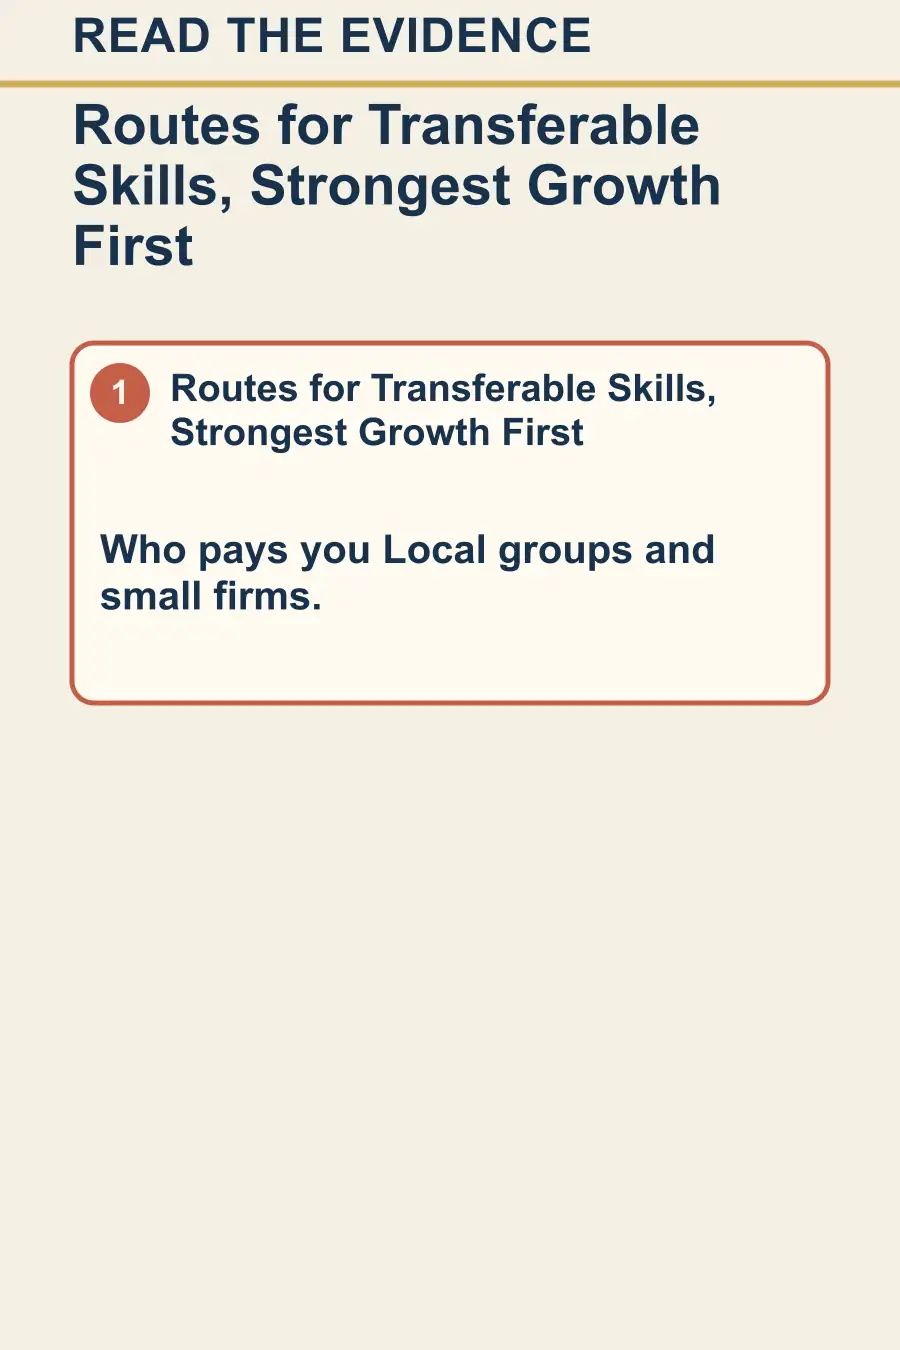 READ THE EVIDENCE
Routes for Transferable
Skills, Strongest Growth
First
1
Routes for Transferable Skills,
Strongest Growth First
Who pays you Local groups and
small firms.